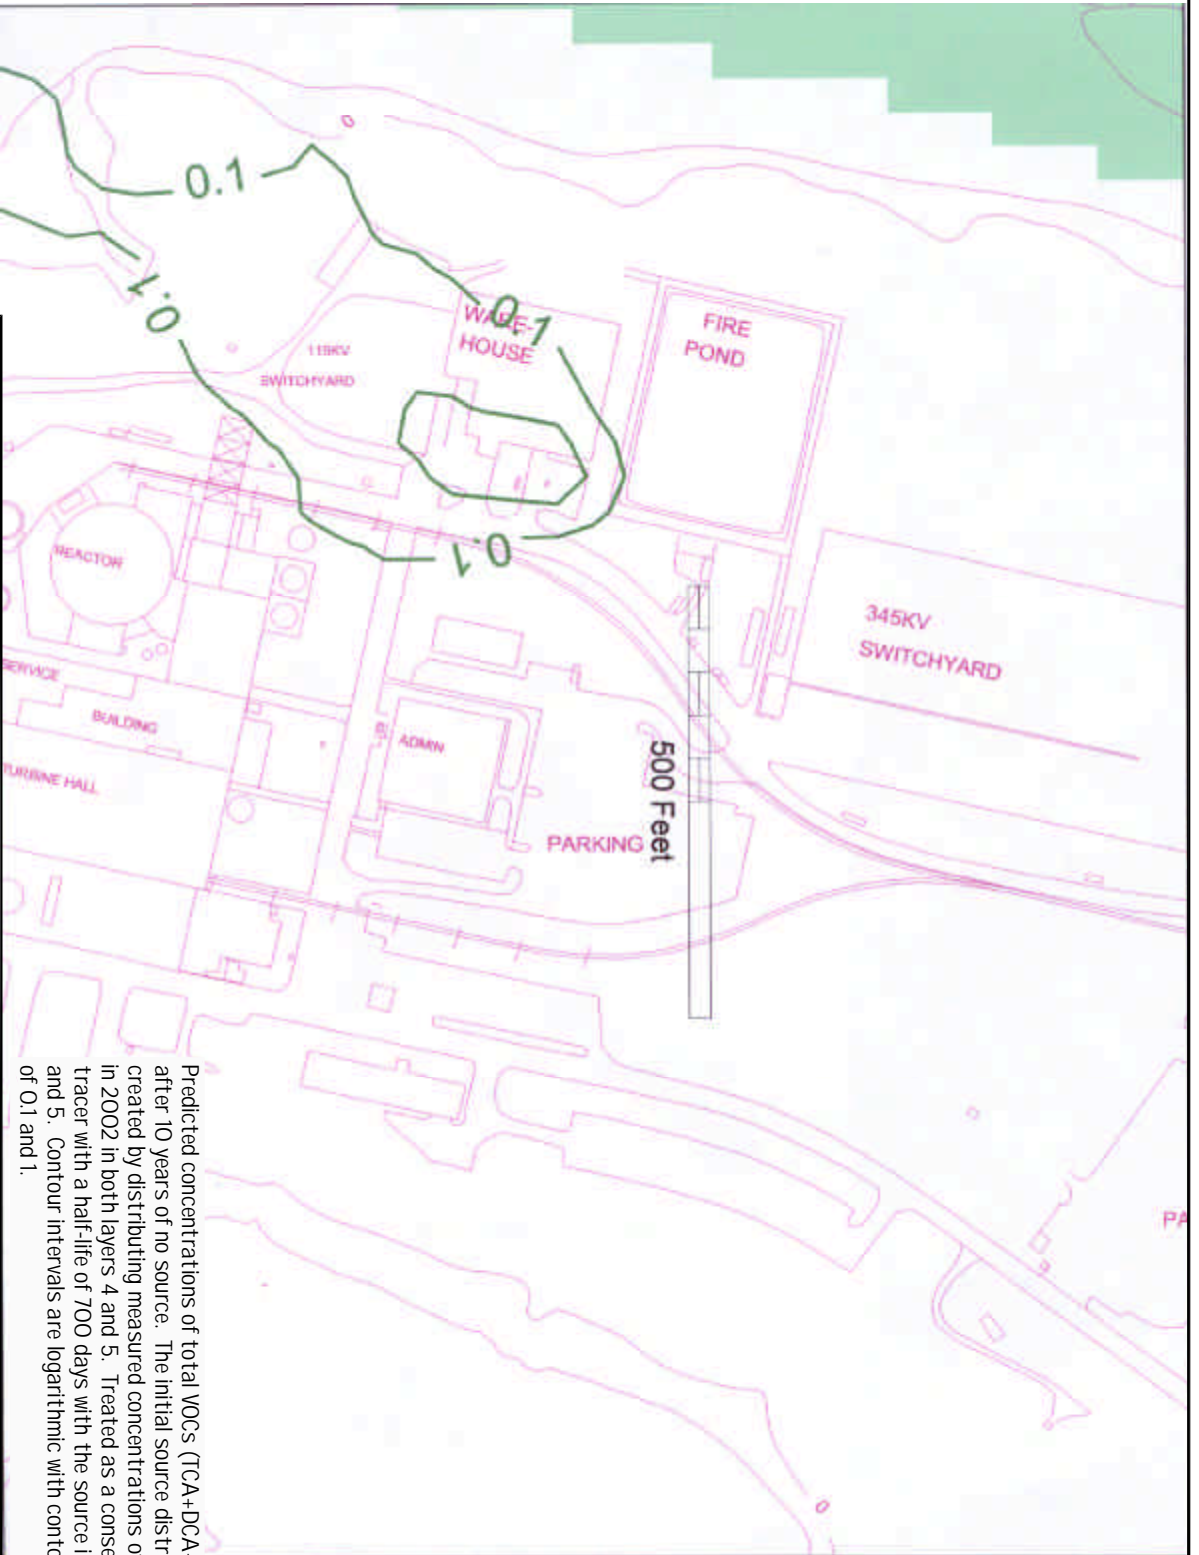 0.1
0.1
0.1
0.1
WARE-
HOUSE
FIRE
POND
115KV
SWITCHYARD
REACTOR
345KV
SWITCHYARD
SERVICE
BUILDING
ADMIN
TURBINE HALL
PARKING
500 Feet
PA
0
Predicted concentrations of total VOCs (TCA+DCA+
after 10 years of no source. The initial source distr
created by distributing measured concentrations o
in 2002 in both layers 4 and 5. Treated as a conse
tracer with a half-life of 700 days with the source i
and 5. Contour intervals are logarithmic with conto
of 0.1 and 1.